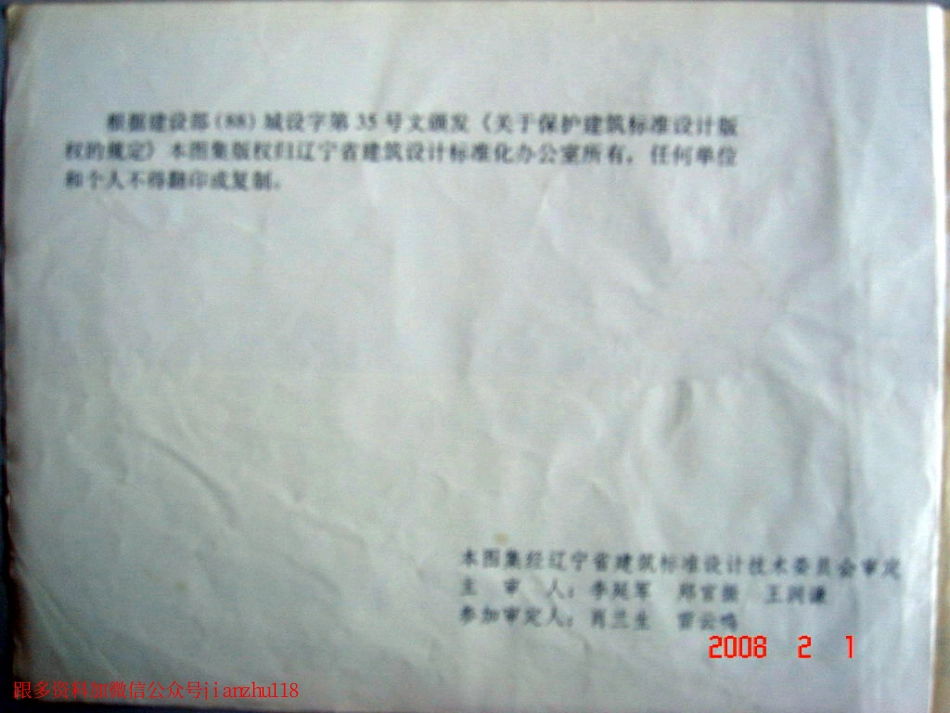 根据建设部(88)城设字第35号文颁发《关于保护建筑标准设计版
权的规定》本图集版权归辽宁省建筑设计标准化办公室所有，任何单位
和个人不得翻印或复制。
本图集经辽宁省建筑标准设计技术委员会审定
主 审 人：李延军 王润谦
参加审定人：肖兰生 雷云鸣
2008 2 1
跟多资料加微信公众号jianzhu118